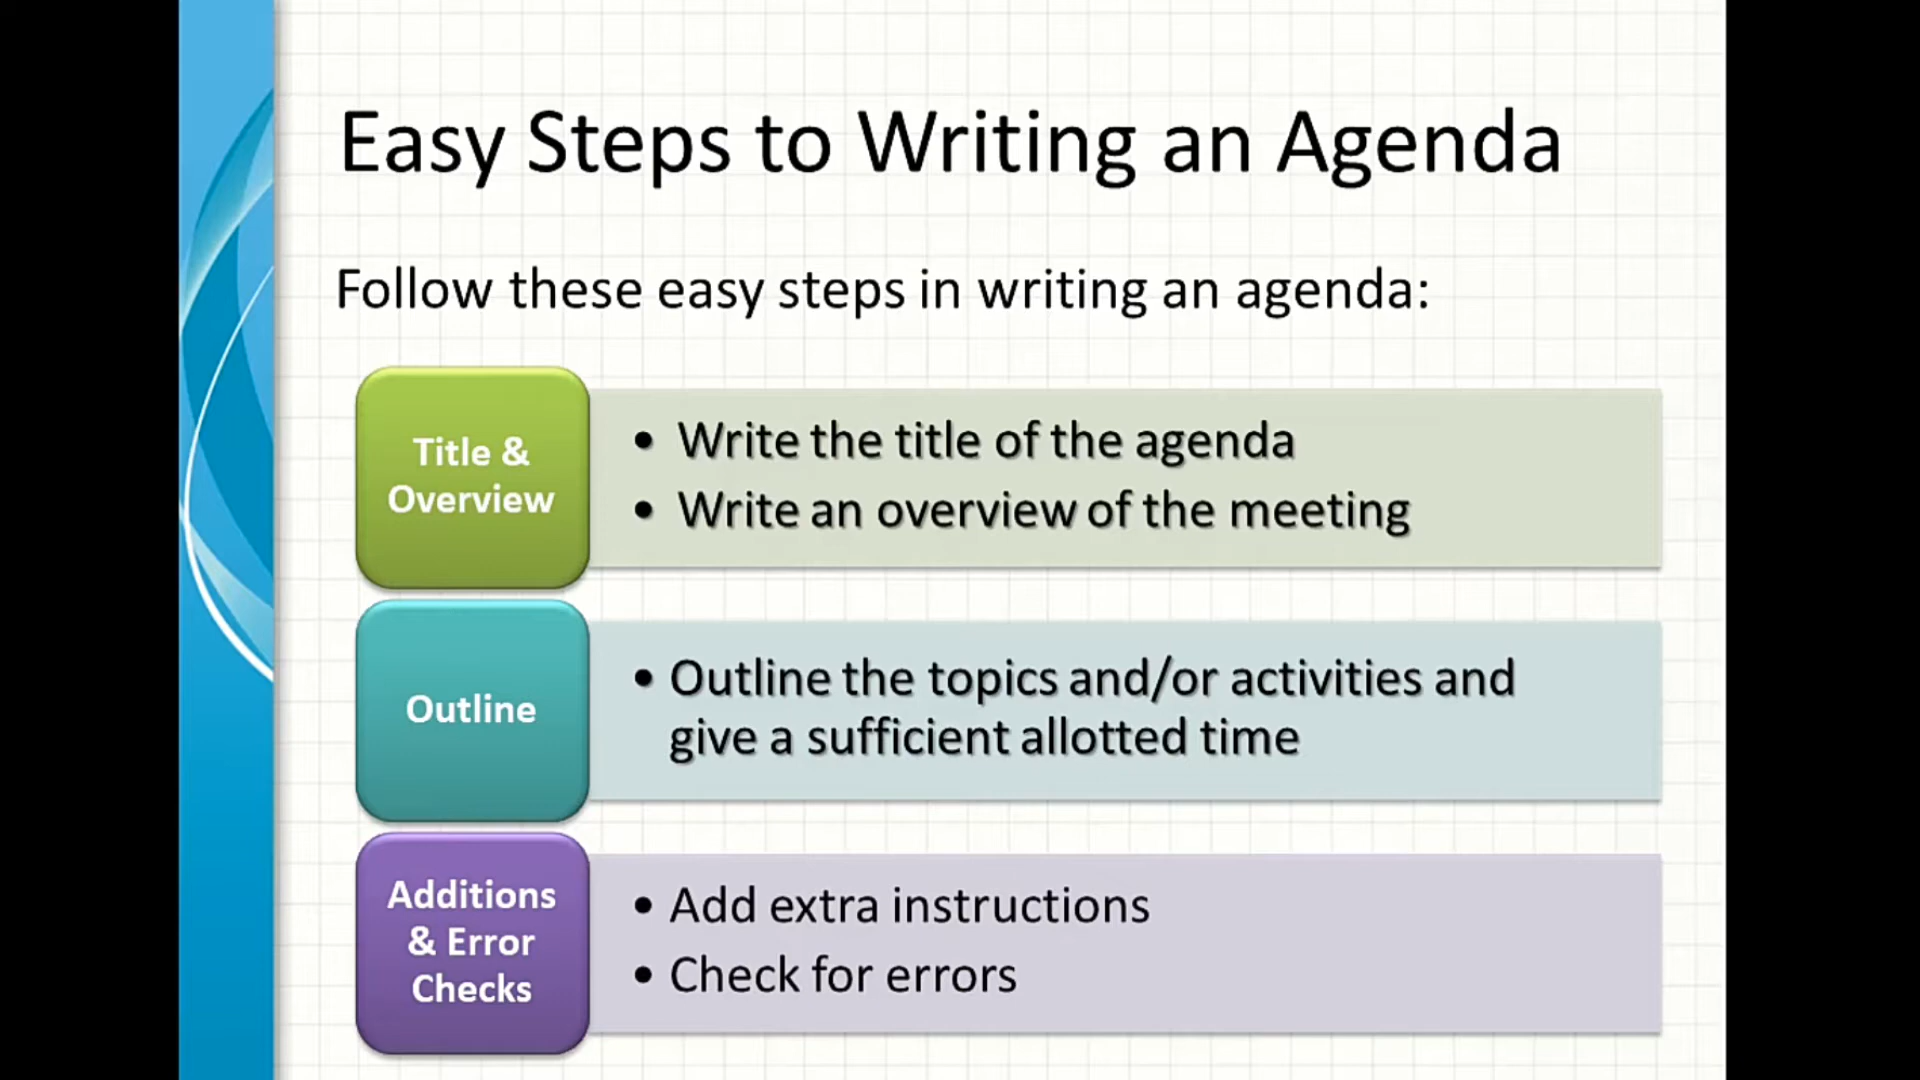 Easy Steps to Writing an Agenda
Follow these easy steps in writing an agenda:
Title &
Overview
• Write the title of the agenda
• Write an overview of the meeting
Outline
• Outline the topics and/or activities and
give a sufficient allotted time
Additions
& Error
Checks
• Add extra instructions
• Check for errors